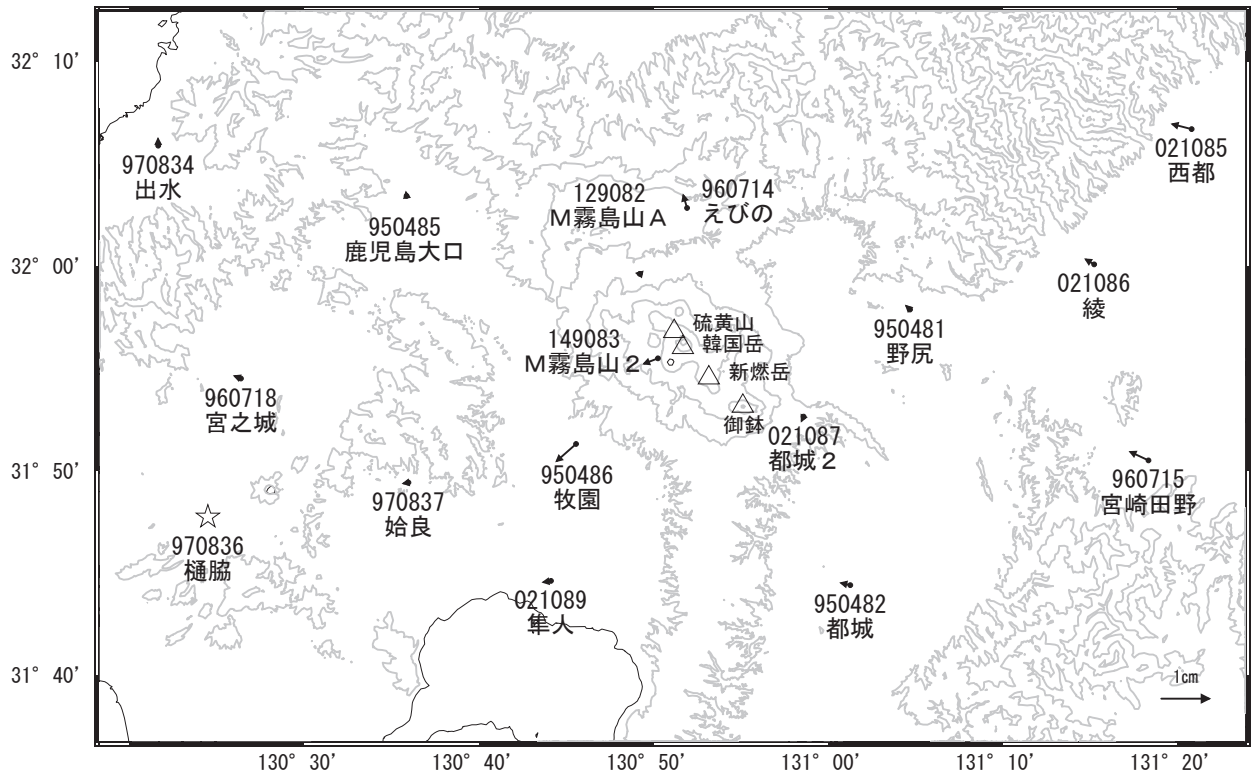 32° 10′
970834
出水
021085
西都
129082
Ｍ霧島山Ａ
960714
えびの
950485
鹿児島大口
32° 00′
021086
綾
950481
野尻
硫黄山
韓国岳
149083
Ｍ霧島山２
新燃岳
960718
宮之城
御鉢
021087
都城２
31° 50′
950486
牧園
960715
宮崎田野
970837
姶良
970836
樋脇
021089
隼人
950482
都城
31° 40′
1cm
130° 30′
130° 40′
130° 50′
131° 00′
131° 10′
131° 20′